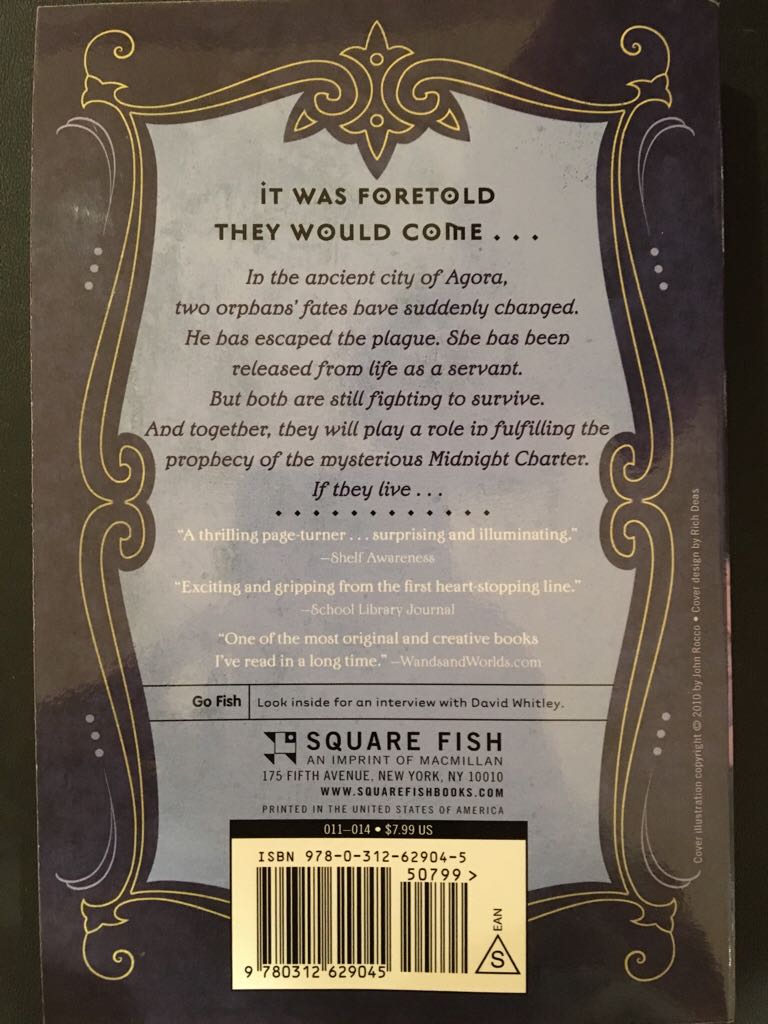 IT WAS FORETOLD
THEY WOULD COME . . .
In the ancient city of Agora,
two orphans' fates have suddenly changed.
He has escaped the plague. She has been
released from life as a servant.
But both are still fighting to survive.
And together, they will play a role in fulfilling the
prophecy of the mysterious Midnight Charter.
If they live . . .
"A thrilling page-turner . . . surprising and illuminating."
—Shelf Awareness
"Exciting and gripping from the first heart-stopping line."
—School Library Journal
"One of the most original and creative books
I've read in a long time." —WandsandWorlds.com
Go Fish Look inside for an interview with David Whitley.
SQUARE FISH
AN IMPRINT OF MACMILLAN
175 FIFTH AVENUE, NEW YORK, NY 10010
WWW.SQUAREFISHBOOKS.COM
PRINTED IN THE UNITED STATES OF AMERICA
011–014 • $7.99 US
ISBN 978-0-312-62904-5
50799 >
9 780312 629045
EAN
S
Cover illustration copyright © 2010 by John Rocco • Cover design by Rich Deas